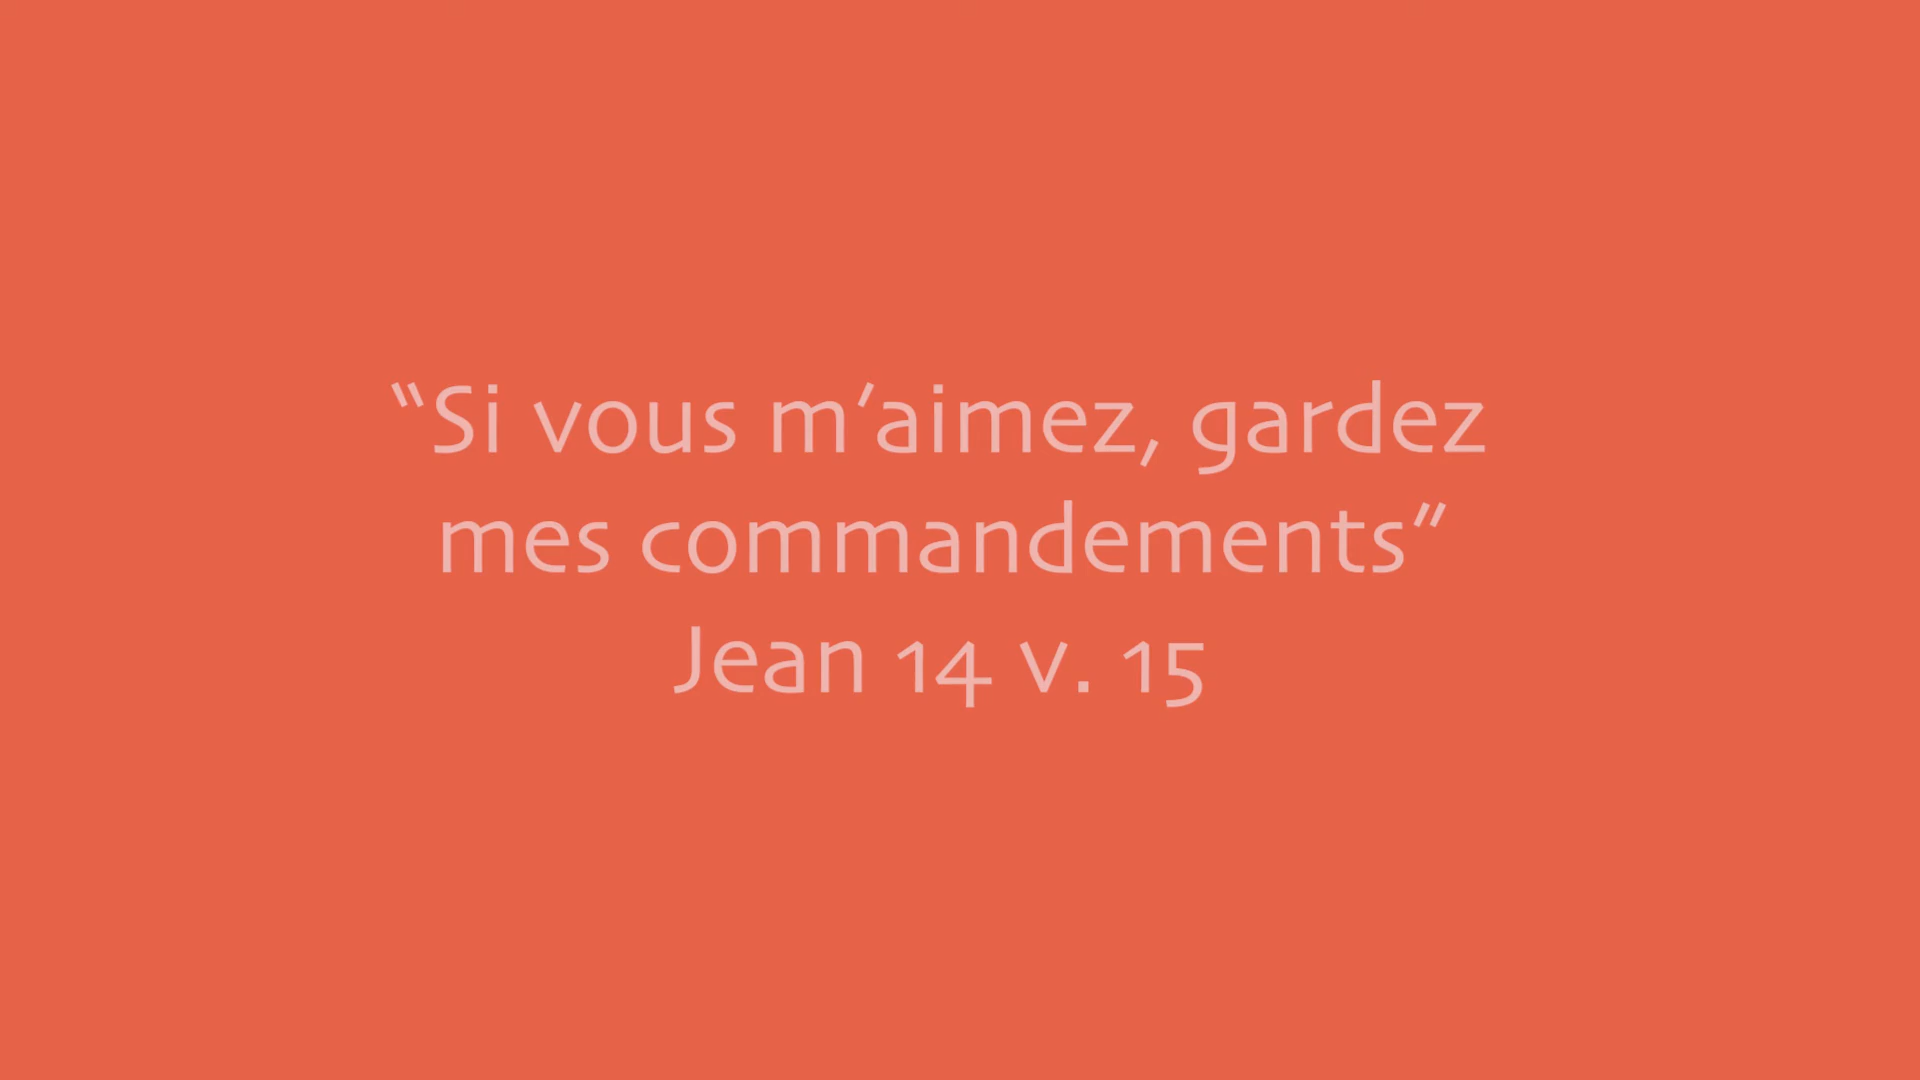 “Si vous m’aimez, gardez
mes commandements”
Jean 14 v. 15